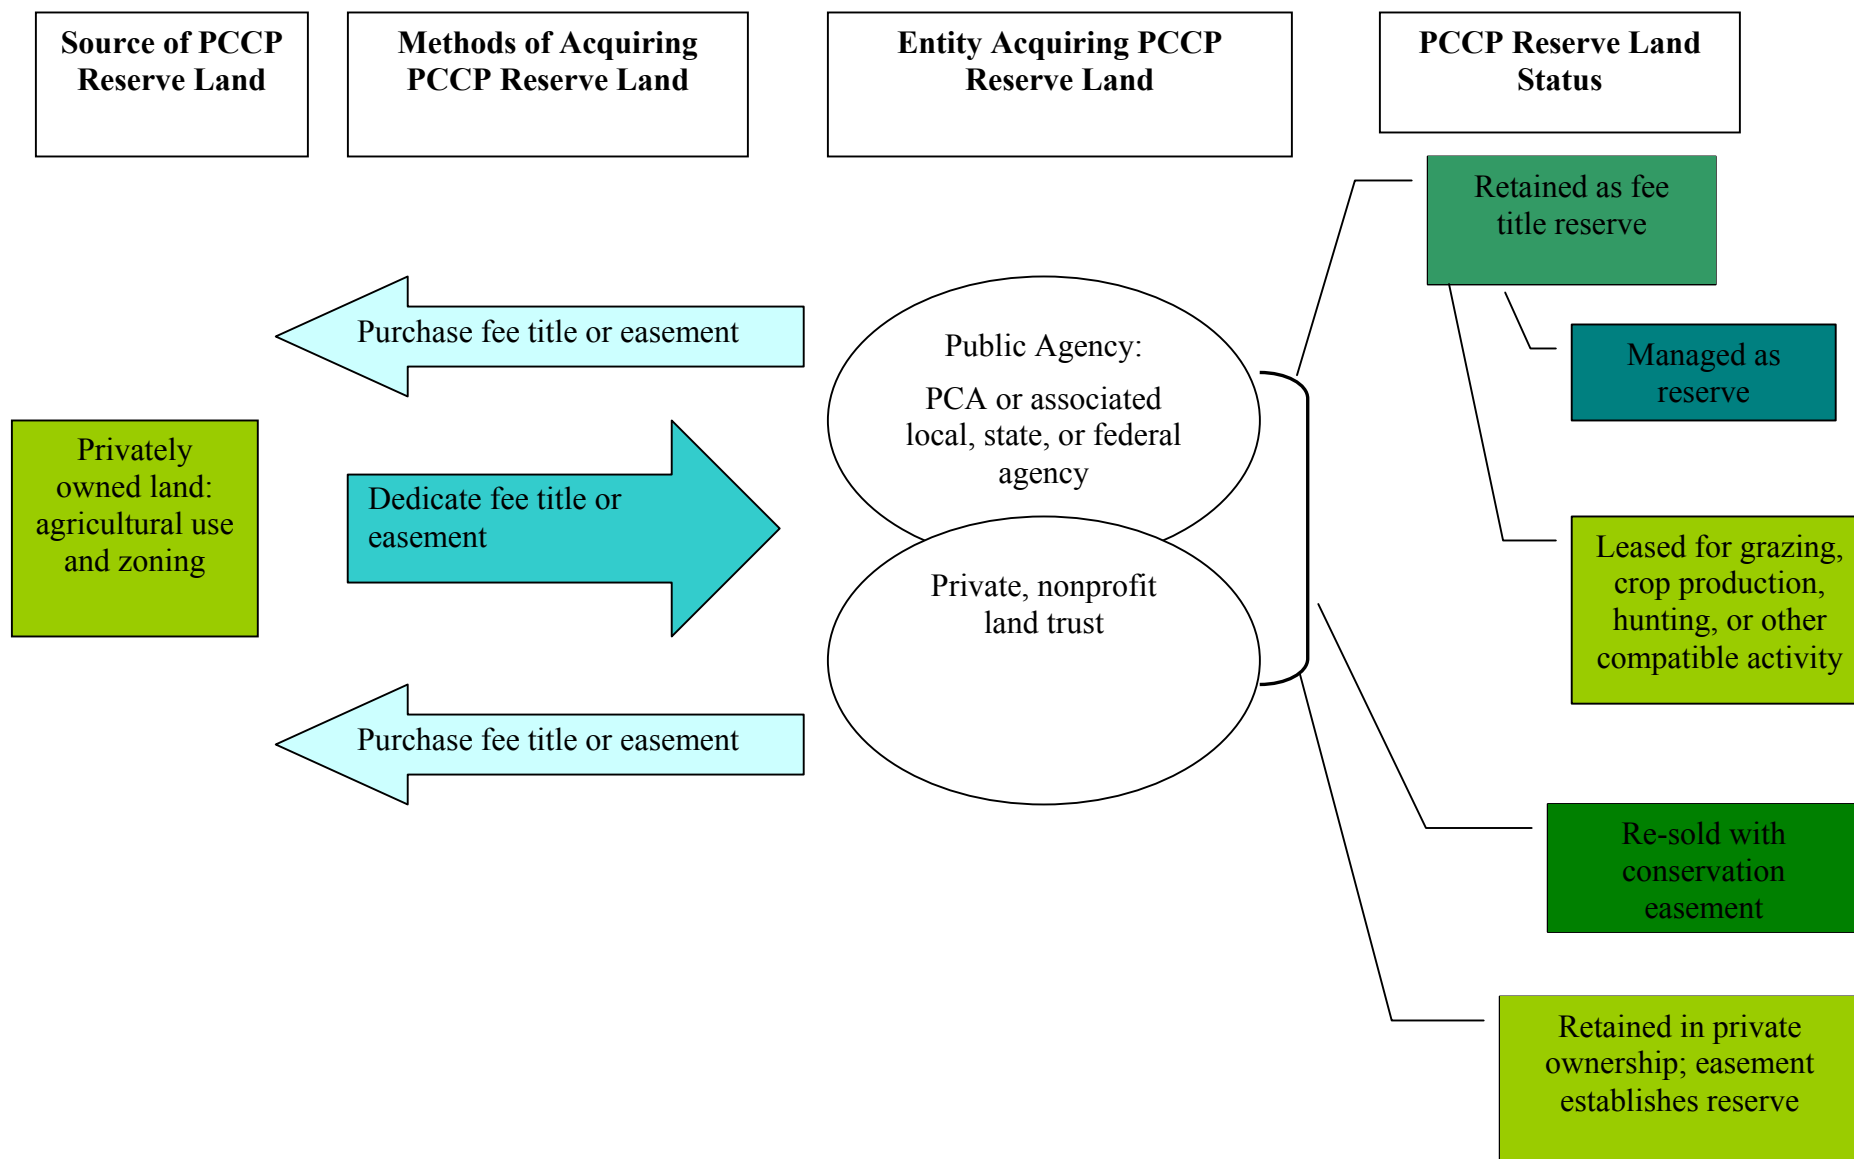 Source of PCCP
Reserve Land
Methods of Acquiring
PCCP Reserve Land
Entity Acquiring PCCP
Reserve Land
PCCP Reserve Land
Status
Privately
owned land:
agricultural use
and zoning
Purchase fee title or easement
Dedicate fee title or
easement
Purchase fee title or easement
Public Agency:
PCA or associated
local, state, or federal
agency
Private, nonprofit
land trust
Retained as fee
title reserve
Managed as
reserve
Leased for grazing,
crop production,
hunting, or other
compatible activity
Re-sold with
conservation
easement
Retained in private
ownership; easement
establishes reserve